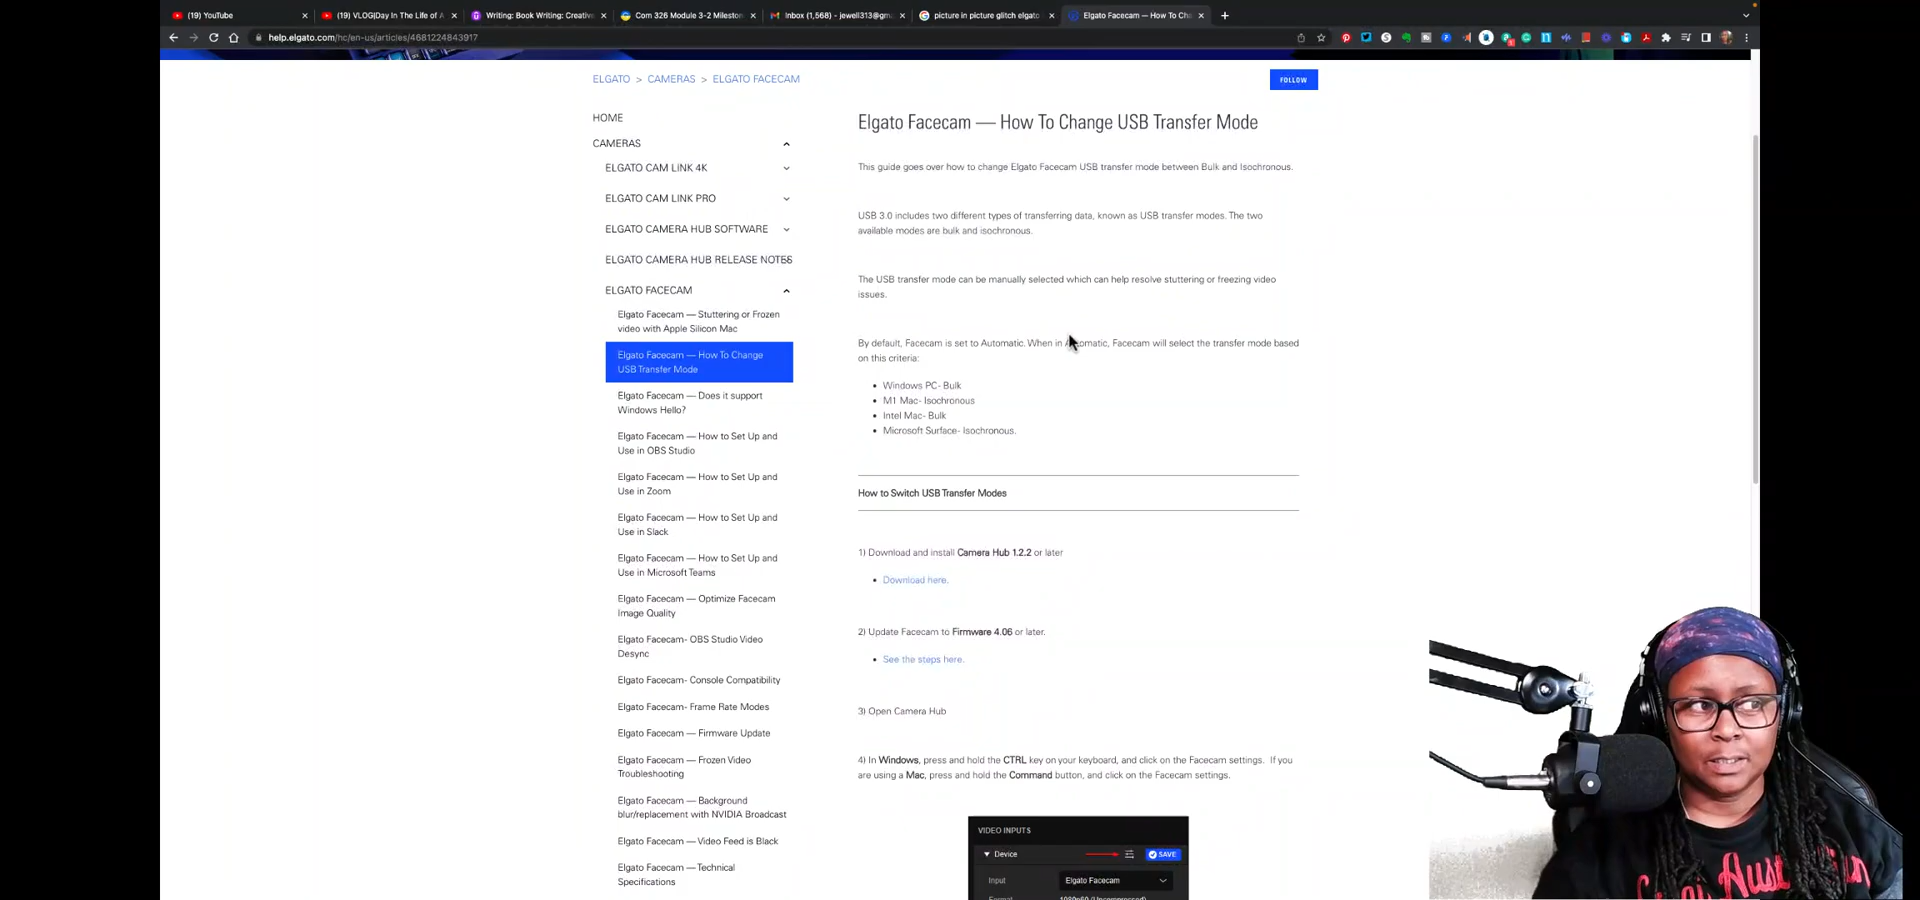 (19) YouTube
(19) VLOG|Day In The Life of A
Writing: Book Writing: Creative
Com 326 Module 3-2 Mileston
Inbox (1,568) - jewell313@gma
picture in picture glitch elgato
Elgato Facecam — How To Cha
help.elgato.com/hc/en-us/articles/4681224843917
ELGATO > CAMERAS > ELGATO FACECAM
FOLLOW
HOME
CAMERAS
ELGATO CAM LINK 4K
ELGATO CAM LINK PRO
ELGATO CAMERA HUB SOFTWARE
ELGATO CAMERA HUB RELEASE NOTES
ELGATO FACECAM
Elgato Facecam — Stuttering or Frozen
video with Apple Silicon Mac
Elgato Facecam — How To Change
USB Transfer Mode
Elgato Facecam — Does it support
Windows Hello?
Elgato Facecam — How to Set Up and
Use in OBS Studio
Elgato Facecam — How to Set Up and
Use in Zoom
Elgato Facecam — How to Set Up and
Use in Slack
Elgato Facecam — How to Set Up and
Use in Microsoft Teams
Elgato Facecam — Optimize Facecam
Image Quality
Elgato Facecam- OBS Studio Video
Desync
Elgato Facecam- Console Compatibility
Elgato Facecam- Frame Rate Modes
Elgato Facecam — Firmware Update
Elgato Facecam — Frozen Video
Troubleshooting
Elgato Facecam — Background
blur/replacement with NVIDIA Broadcast
Elgato Facecam — Video Feed is Black
Elgato Facecam — Technical
Specifications
Elgato Facecam — How To Change USB Transfer Mode
This guide goes over how to change Elgato Facecam USB transfer mode between Bulk and Isochronous.
USB 3.0 includes two different types of transferring data, known as USB transfer modes. The two
available modes are bulk and isochronous.
The USB transfer mode can be manually selected which can help resolve stuttering or freezing video
issues.
By default, Facecam is set to Automatic. When in Automatic, Facecam will select the transfer mode based
on this criteria:
• Windows PC- Bulk
• M1 Mac- Isochronous
• Intel Mac- Bulk
• Microsoft Surface- Isochronous.
How to Switch USB Transfer Modes
1) Download and install Camera Hub 1.2.2 or later
• Download here.
2) Update Facecam to Firmware 4.06 or later.
• See the steps here.
3) Open Camera Hub
4) In Windows, press and hold the CTRL key on your keyboard, and click on the Facecam settings. If you
are using a Mac, press and hold the Command button, and click on the Facecam settings.
VIDEO INPUTS
Device
SAVE
Input
Elgato Facecam